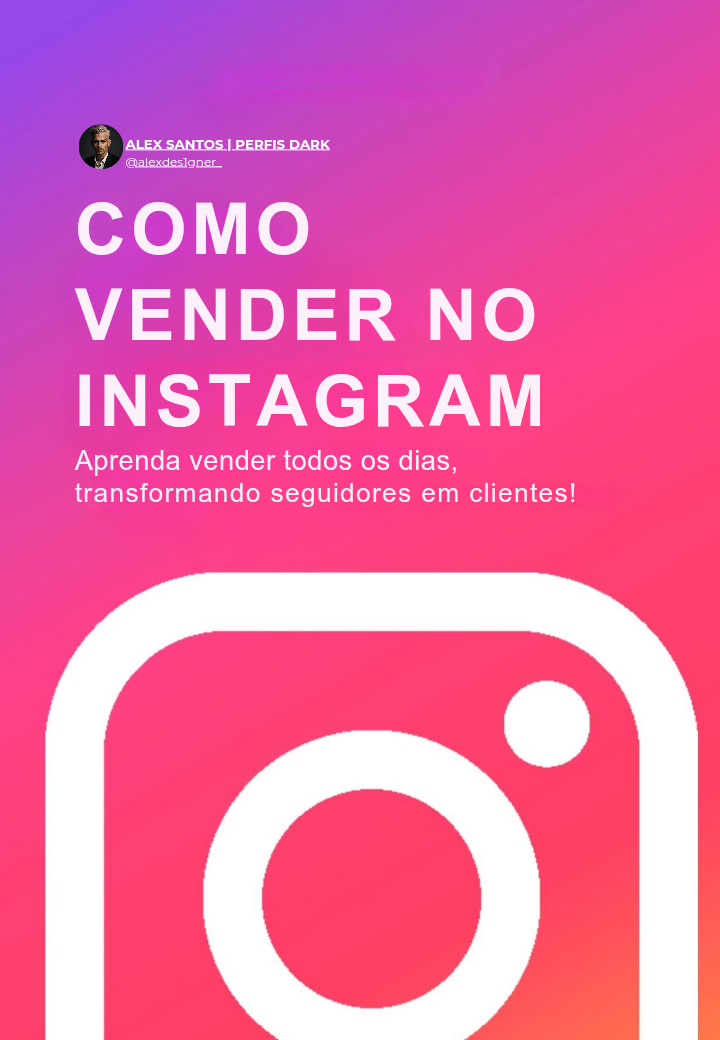 ALEX SANTOS | PERFIS DARK
@alexdes1gner_
COMO
VENDER NO
INSTAGRAM
Aprenda vender todos os dias,
transformando seguidores em clientes!